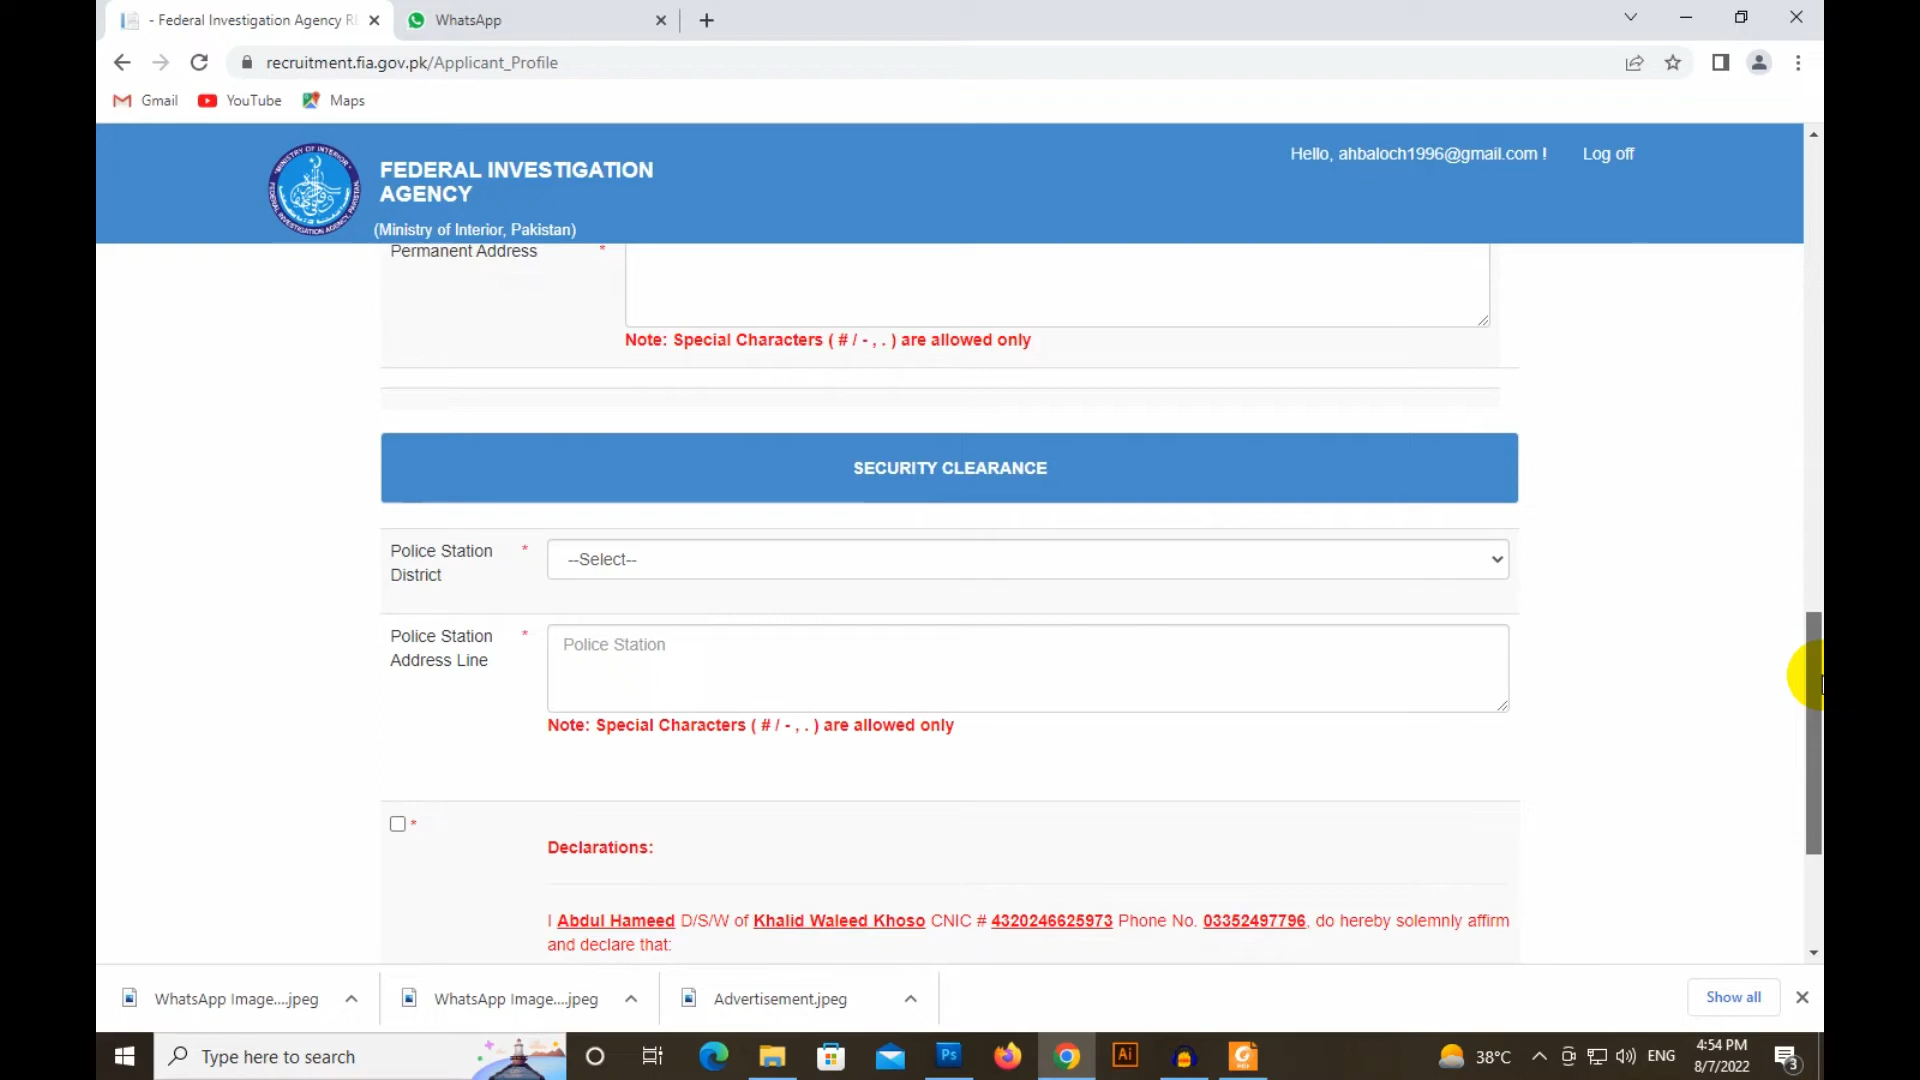 - Federal Investigation Agency R
WhatsApp
recruitment.fia.gov.pk/Applicant_Profile
Gmail
YouTube
Maps
FEDERAL INVESTIGATION
AGENCY
(Ministry of Interior, Pakistan)
Hello, ahbaloch1996@gmail.com !
Log off
Permanent Address *
Note: Special Characters ( # / - , . ) are allowed only
SECURITY CLEARANCE
Police Station District *
--Select--
Police Station Address Line *
Police Station
Note: Special Characters ( # / - , . ) are allowed only
*
Declarations:
I Abdul Hameed D/S/W of Khalid Waleed Khoso CNIC # 4320246625973 Phone No. 03352497796, do hereby solemnly affirm
and declare that:
WhatsApp Image....jpeg
WhatsApp Image....jpeg
Advertisement.jpeg
Show all
Type here to search
Ps
Ai
38°C
ENG
4:54 PM
8/7/2022
3